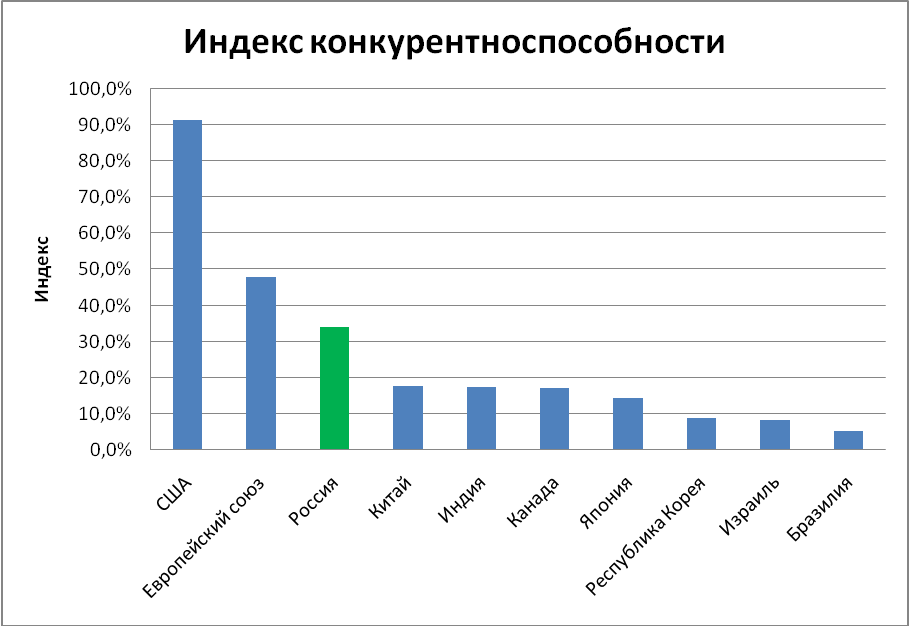 Индекс конкурентноспособности
100,0%
90,0%
80,0%
70,0%
60,0%
50,0%
40,0%
30,0%
20,0%
10,0%
0,0%
Индекс
США
Европейский союз
Россия
Китай
Индия
Канада
Япония
Республика Корея
Израиль
Бразилия